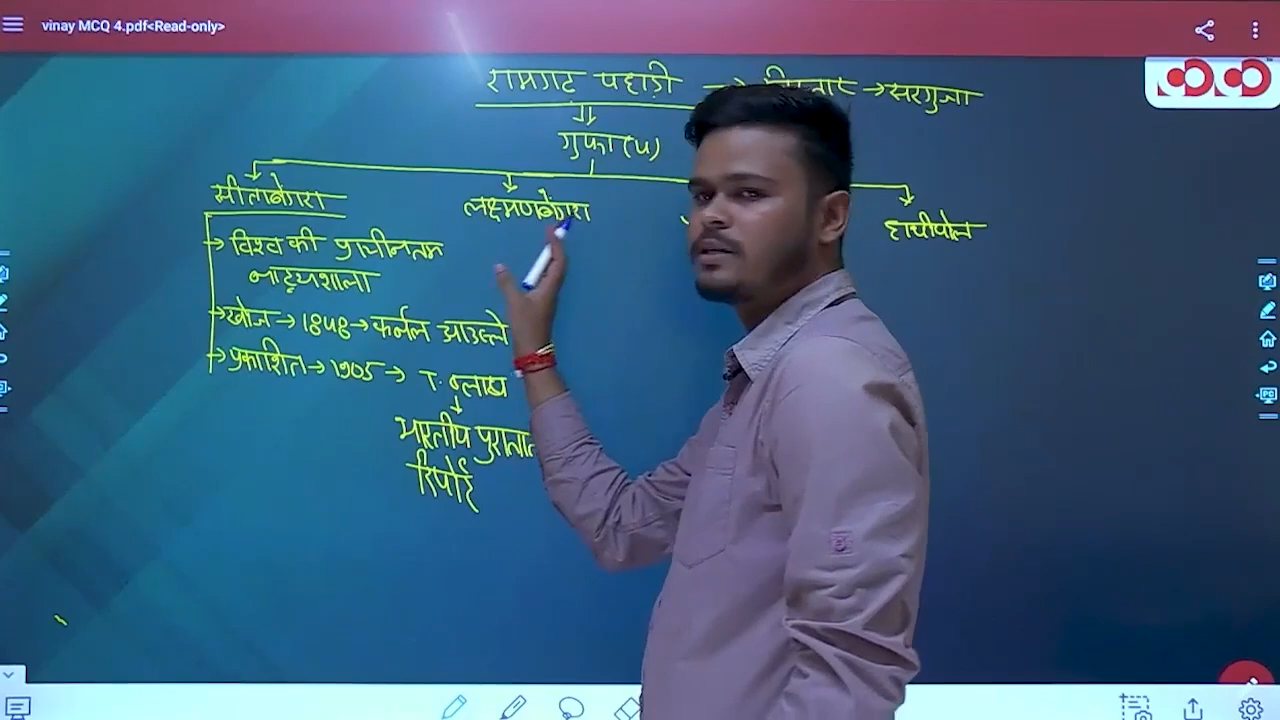 vinay MCQ 4.pdf<Read-only>
रामगढ पहाड़ी → → सरगुजा
गुफा (4)
सीताबेंगरा
लक्ष्मणबेंगरा
हाथीपोल
→ विश्व की प्राचीनतम
नाट्यशाला
→ खोज → 1848 → कर्नल आउस्ले
→ प्रकाशित → 1905 → T. ब्लाख
भारतीय
रिपोर्ट